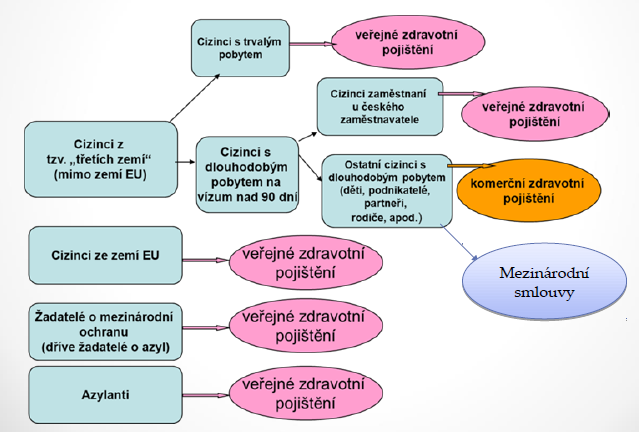 Cizinci s trvalým
pobytem
veřejné zdravotní
pojištění
Cizinci zaměstnaní
u českého
zaměstnavatele
veřejné zdravotní
pojištění
Cizinci z
tzv. „třetích zemí“
(mimo zemí EU)
Cizinci s
dlouhodobým
pobytem na
vízum nad 90 dní
Ostatní cizinci s
dlouhodobým pobytem
(děti, podnikatelé,
partneři,
rodiče, apod.)
komerční zdravotní
pojištění
Cizinci ze zemí EU
veřejné zdravotní
pojištění
Mezinárodní
smlouvy
Žadatelé o mezinárodní
ochranu
(dříve žadatelé o azyl)
veřejné zdravotní
pojištění
Azylanti
veřejné zdravotní
pojištění